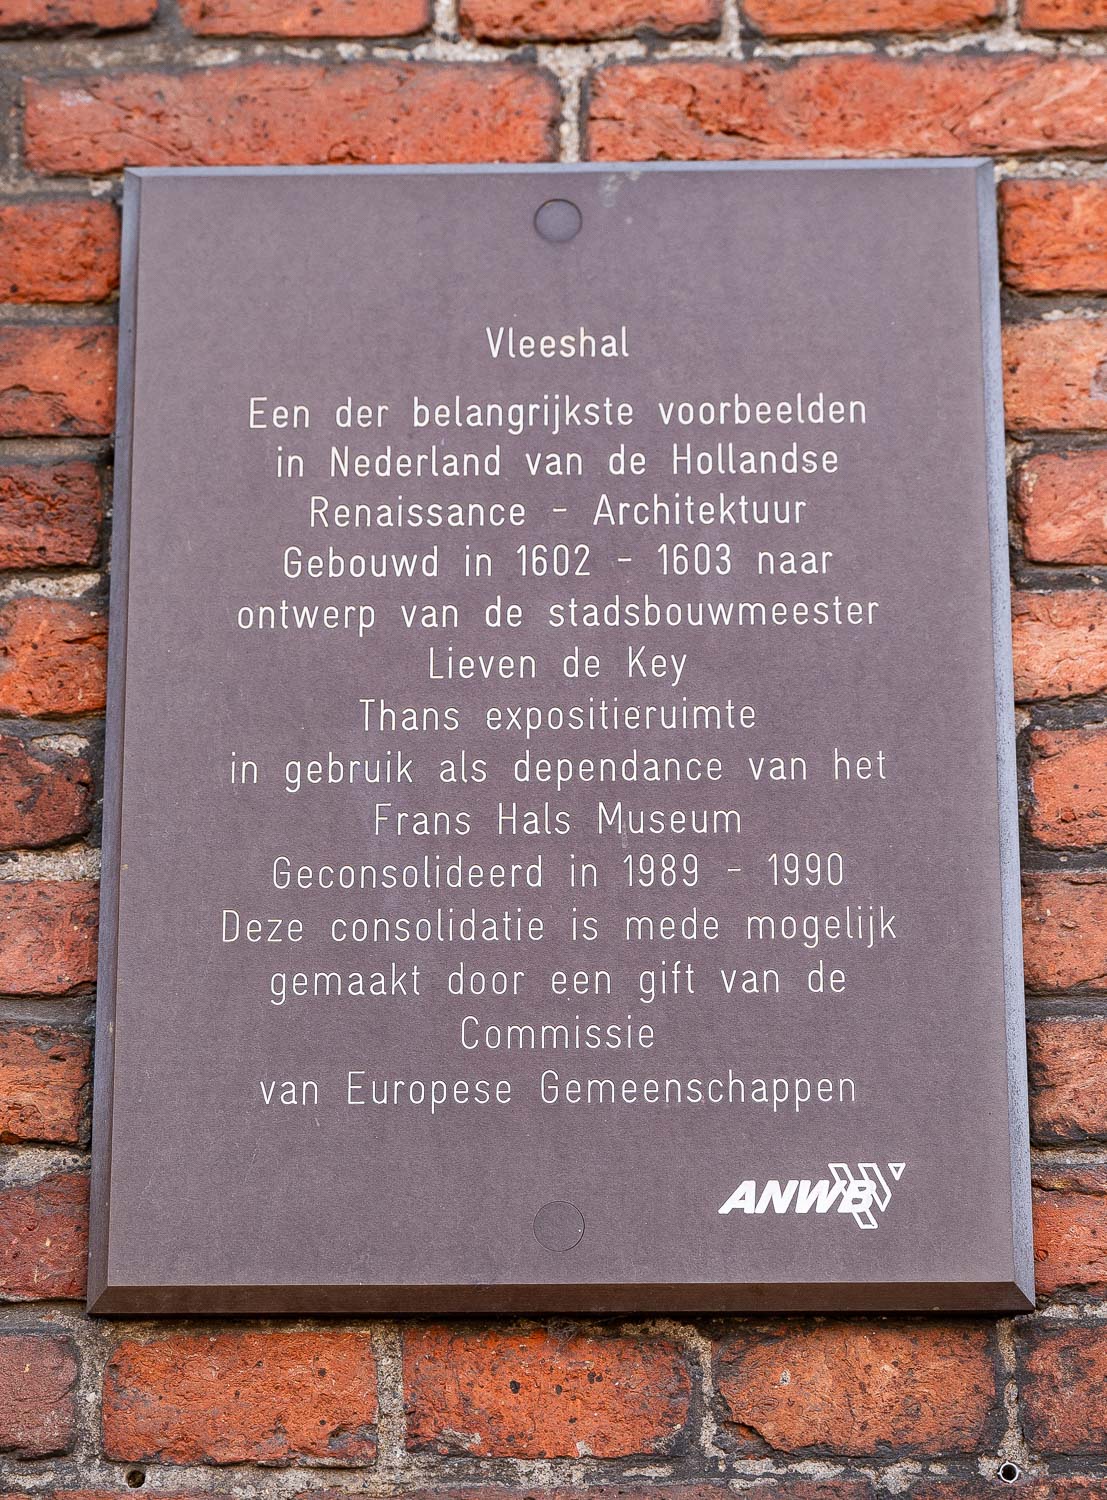 Vleeshal
Een der belangrijkste voorbeelden
in Nederland van de Hollandse
Renaissance - Architektuur
Gebouwd in 1602 - 1603 naar
ontwerp van de stadsbouwmeester
Lieven de Key
Thans expositieruimte
in gebruik als dependance van het
Frans Hals Museum
Geconsolideerd in 1989 - 1990
Deze consolidatie is mede mogelijk
gemaakt door een gift van de
Commissie
van Europese Gemeenschappen
ANWB